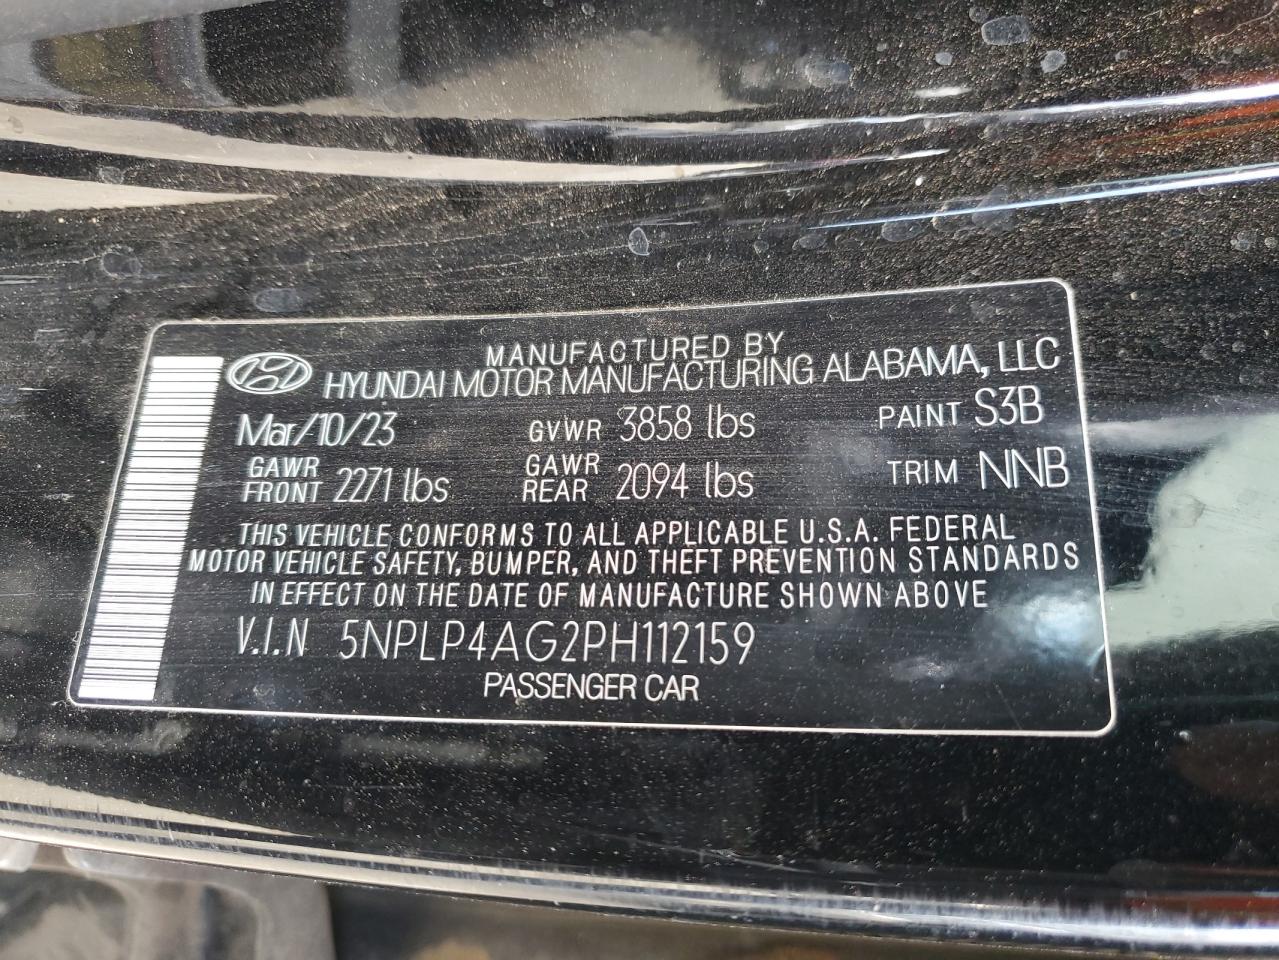 MANUFACTURED BY
HYUNDAI MOTOR MANUFACTURING ALABAMA, LLC
Mar/10/23 GVWR 3858 lbs PAINT S3B
GAWR FRONT 2271 lbs GAWR REAR 2094 lbs TRIM NNB
THIS VEHICLE CONFORMS TO ALL APPLICABLE U.S.A. FEDERAL
MOTOR VEHICLE SAFETY, BUMPER, AND THEFT PREVENTION STANDARDS
IN EFFECT ON THE DATE OF MANUFACTURE SHOWN ABOVE
V.I.N 5NPLP4AG2PH112159
PASSENGER CAR